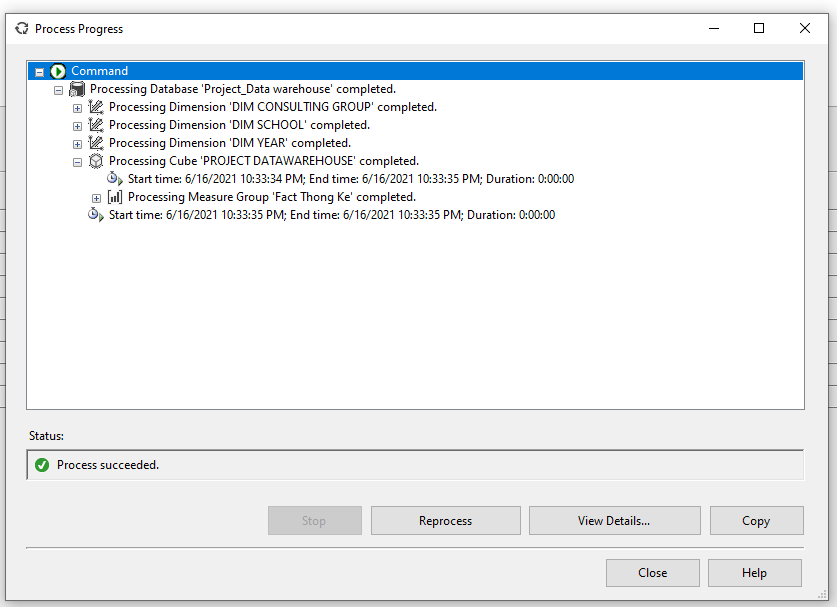 Process Progress
Command
Processing Database 'Project_Data warehouse' completed.
Processing Dimension 'DIM CONSULTING GROUP' completed.
Processing Dimension 'DIM SCHOOL' completed.
Processing Dimension 'DIM YEAR' completed.
Processing Cube 'PROJECT DATAWAREHOUSE' completed.
Start time: 6/16/2021 10:33:34 PM; End time: 6/16/2021 10:33:35 PM; Duration: 0:00:00
Processing Measure Group 'Fact Thong Ke' completed.
Start time: 6/16/2021 10:33:35 PM; End time: 6/16/2021 10:33:35 PM; Duration: 0:00:00
Status:
Process succeeded.
Stop Reprocess View Details... Copy
Close Help